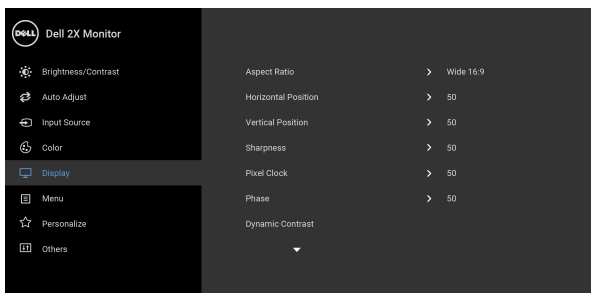 DELL Dell 2X Monitor
Brightness/Contrast
Auto Adjust
Input Source
Color
Display
Menu
Personalize
Others
Aspect Ratio > Wide 16:9
Horizontal Position > 50
Vertical Position > 50
Sharpness > 50
Pixel Clock > 50
Phase > 50
Dynamic Contrast